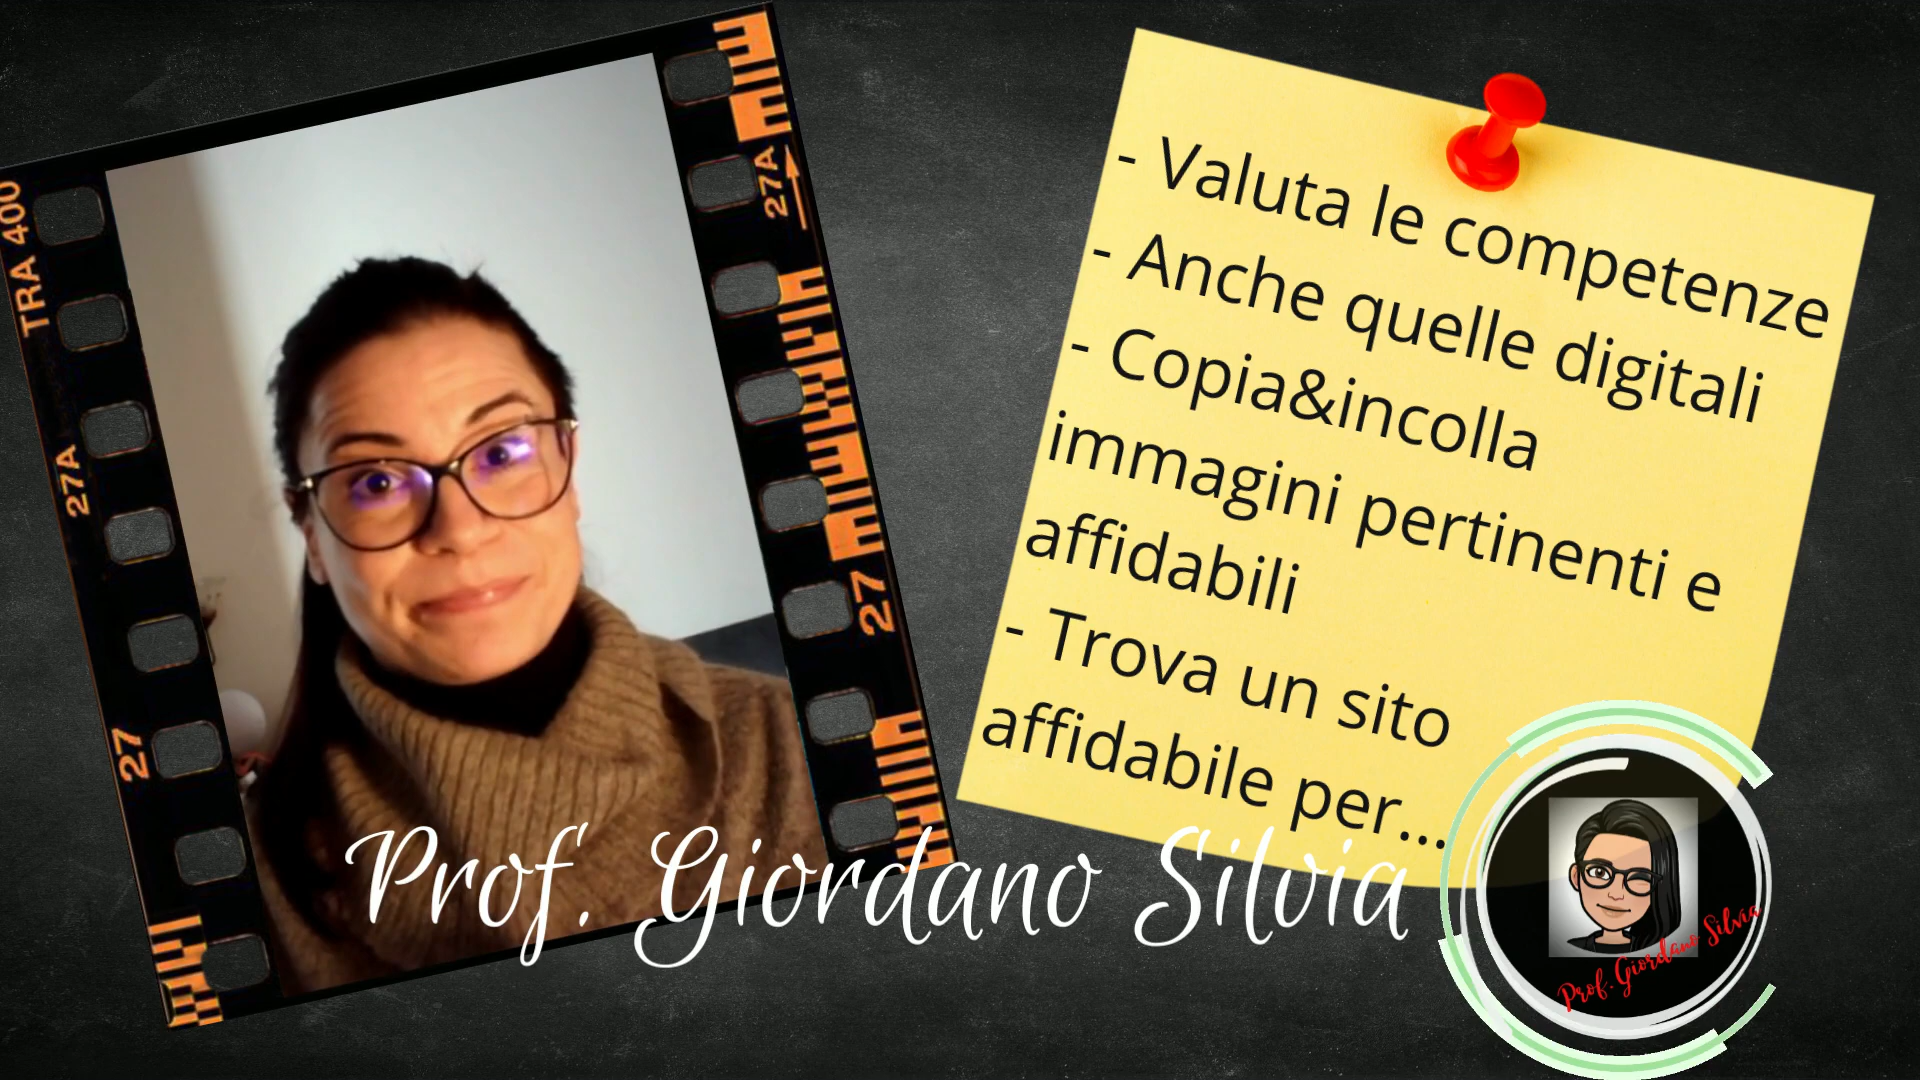 TRA 400
27A
27
27A
27
- Valuta le competenze
- Anche quelle digitali
- Copia&incolla
immagini pertinenti e
affidabili
- Trova un sito
affidabile per...
Prof. Giordano Silvia
Prof. Giordano Silvia